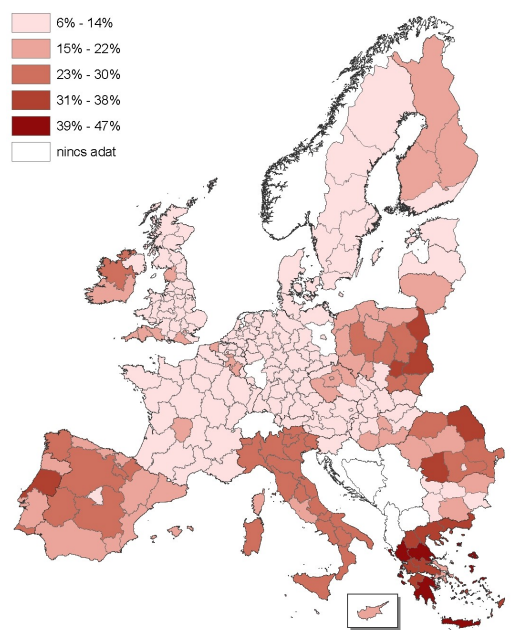 6% - 14%
15% - 22%
23% - 30%
31% - 38%
39% - 47%
nincs adat